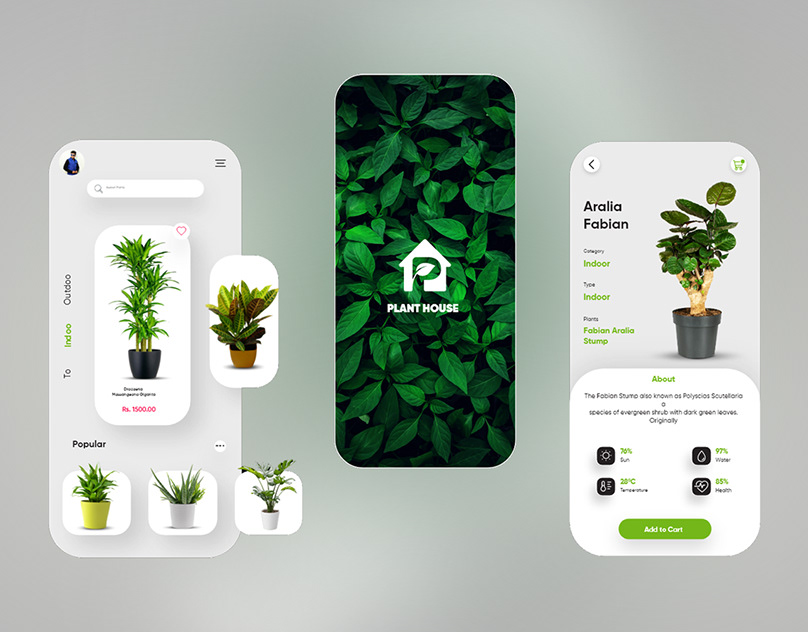 Search Plants
Outdoo
Indoo
To
Dracaena
Massangeana Organta
Rs. 1500.00
Popular
PLANT HOUSE
Aralia
Fabian
Category
Indoor
Type
Indoor
Plants
Fabian Aralia
Stump
About
The Fabian Stump also known as Polyscias Scutellaria
a
species of evergreen shrub with dark green leaves.
Originally
76%
Sun
97%
Water
28°C
Temperature
85%
Health
Add to Cart